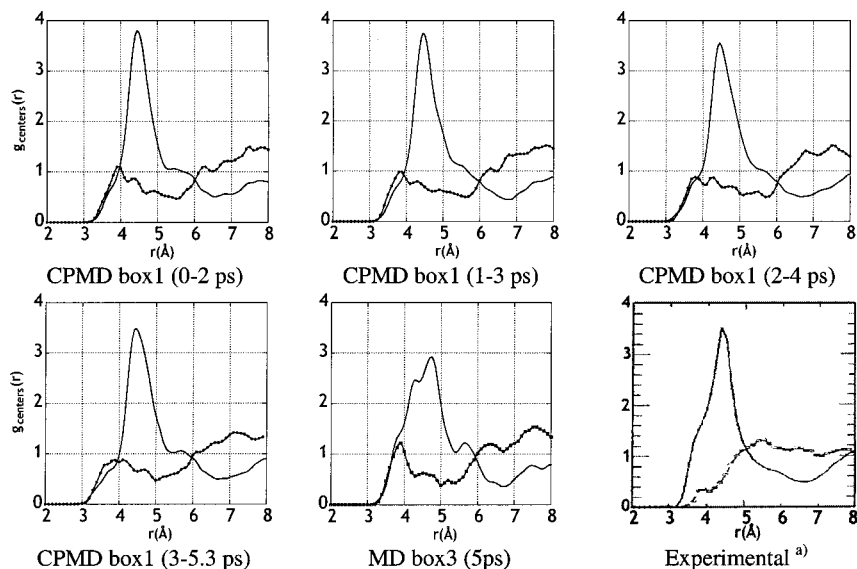 4
3
2
1
0
g centers (r)
2 3 4 5 6 7 8
r(Å)
CPMD box1 (0-2 ps)
4
3
2
1
0
2 3 4 5 6 7 8
r(Å)
CPMD box1 (1-3 ps)
4
3
2
1
0
2 3 4 5 6 7 8
r(Å)
CPMD box1 (2-4 ps)
4
3
2
1
0
g centers (r)
2 3 4 5 6 7 8
r(Å)
CPMD box1 (3-5.3 ps)
4
3
2
1
0
2 3 4 5 6 7 8
r(Å)
MD box3 (5ps)
4
3
2
1
0
2 3 4 5 6 7 8
r(Å)
Experimental a)